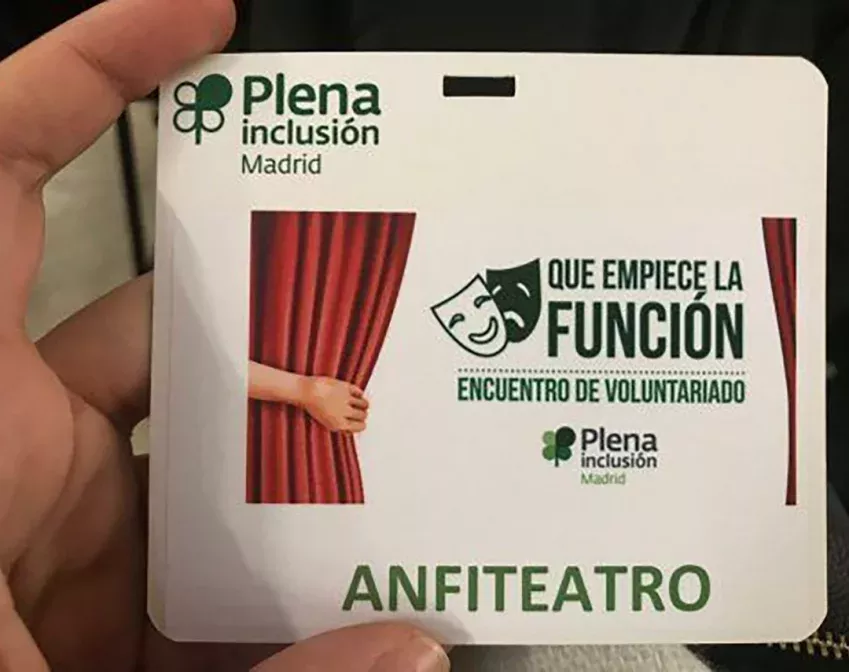 Plena
inclusión
Madrid
QUE EMPIECE LA
FUNCIÓN
ENCUENTRO DE VOLUNTARIADO
Plena
inclusión
Madrid
ANFITEATRO